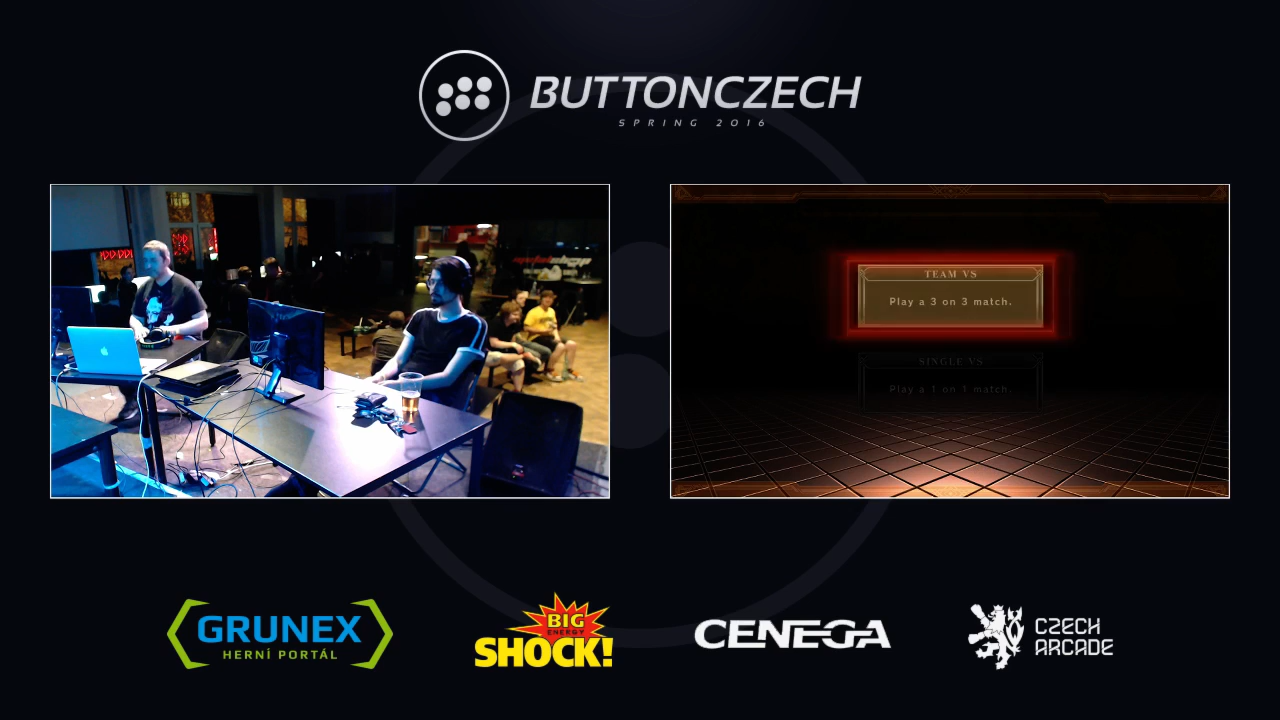 BUTTONCZECH
SPRING 2016
TEAM VS
Play a 3 on 3 match.
SINGLE VS
Play a 1 on 1 match.
GRUNEX
HERNÍ PORTÁL
BIG
ENERGY
SHOCK!
CENEGA
CZECH
ARCADE